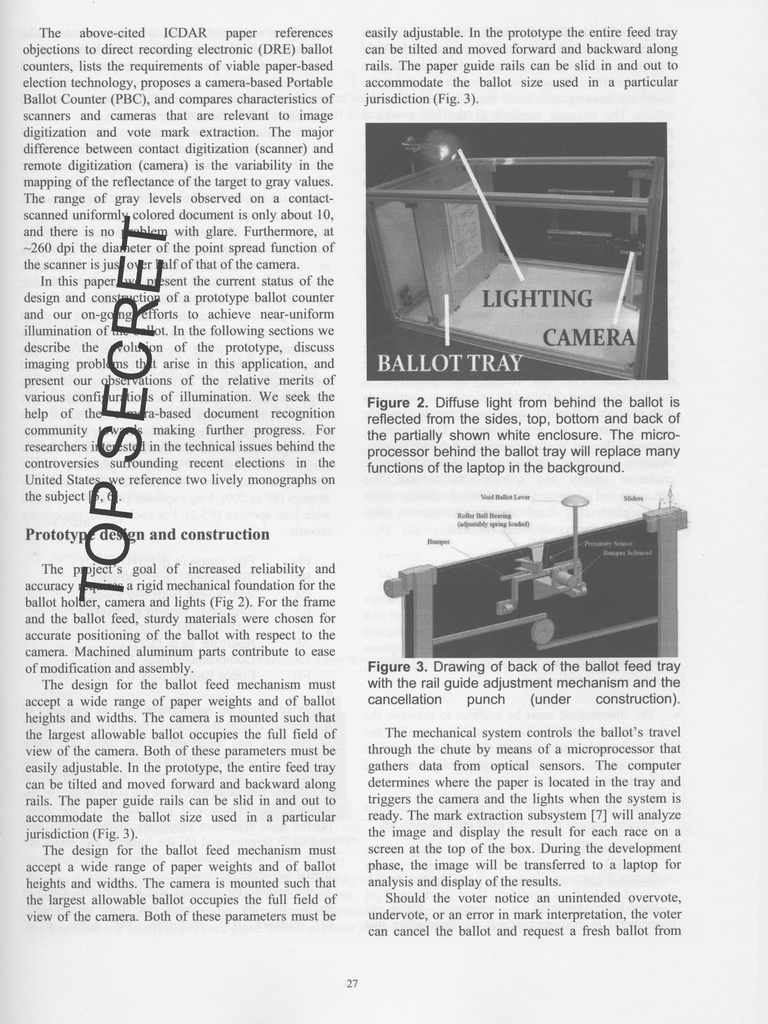 The above-cited ICDAR paper references
objections to direct recording electronic (DRE) ballot
counters, lists the requirements of viable paper-based
election technology, proposes a camera-based Portable
Ballot Counter (PBC), and compares characteristics of
scanners and cameras that are relevant to image
digitization and vote mark extraction. The major
difference between contact digitization (scanner) and
remote digitization (camera) is the variability in the
mapping of the reflectance of the target to gray values.
The range of gray levels observed on a contact-
scanned uniformly colored document is only about 10,
and there is no problem with glare. Furthermore, at
~260 dpi the diameter of the point spread function of
the scanner is just over half of that of the camera.
In this paper, we present the current status of the
design and construction of a prototype ballot counter
and our on-going efforts to achieve near-uniform
illumination of the ballot. In the following sections we
describe the evolution of the prototype, discuss
imaging problems that arise in this application, and
present our observations of the relative merits of
various configurations of illumination. We seek the
help of the camera-based document recognition
community towards making further progress. For
researchers interested in the technical issues behind the
controversies surrounding recent elections in the
United States, we reference two lively monographs on
the subject [5, 6].
Prototype design and construction
The project's goal of increased reliability and
accuracy requires a rigid mechanical foundation for the
ballot holder, camera and lights (Fig 2). For the frame
and the ballot feed, sturdy materials were chosen for
accurate positioning of the ballot with respect to the
camera. Machined aluminum parts contribute to ease
of modification and assembly.
The design for the ballot feed mechanism must
accept a wide range of paper weights and of ballot
heights and widths. The camera is mounted such that
the largest allowable ballot occupies the full field of
view of the camera. Both of these parameters must be
easily adjustable. In the prototype, the entire feed tray
can be tilted and moved forward and backward along
rails. The paper guide rails can be slid in and out to
accommodate the ballot size used in a particular
jurisdiction (Fig. 3).
The design for the ballot feed mechanism must
accept a wide range of paper weights and of ballot
heights and widths. The camera is mounted such that
the largest allowable ballot occupies the full field of
view of the camera. Both of these parameters must be
TOP SECRET
easily adjustable. In the prototype the entire feed tray
can be tilted and moved forward and backward along
rails. The paper guide rails can be slid in and out to
accommodate the ballot size used in a particular
jurisdiction (Fig. 3).
LIGHTING
CAMERA
BALLOT TRAY
Figure 2. Diffuse light from behind the ballot is
reflected from the sides, top, bottom and back of
the partially shown white enclosure. The micro-
processor behind the ballot tray will replace many
functions of the laptop in the background.
Void Ballot Lever
Sliders
Roller Ball Bearing
(adjustably spring loaded)
Bumper
Proximity Sensor
Bumper Solenoid
Figure 3. Drawing of back of the ballot feed tray
with the rail guide adjustment mechanism and the
cancellation punch (under construction).
The mechanical system controls the ballot's travel
through the chute by means of a microprocessor that
gathers data from optical sensors. The computer
determines where the paper is located in the tray and
triggers the camera and the lights when the system is
ready. The mark extraction subsystem [7] will analyze
the image and display the result for each race on a
screen at the top of the box. During the development
phase, the image will be transferred to a laptop for
analysis and display of the results.
Should the voter notice an unintended overvote,
undervote, or an error in mark interpretation, the voter
can cancel the ballot and request a fresh ballot from
27